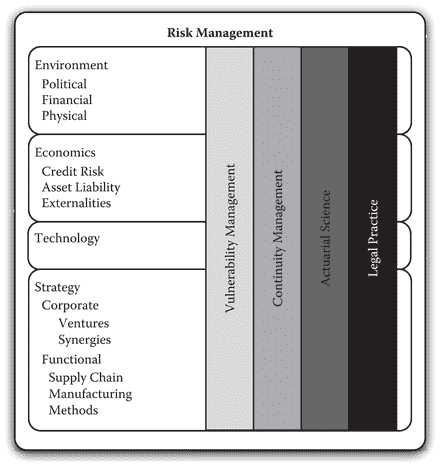 Risk Management
Environment
Political
Financial
Physical
Economics
Credit Risk
Asset Liability
Externalities
Technology
Strategy
Corporate
Ventures
Synergies
Functional
Supply Chain
Manufacturing
Methods
Vulnerability Management
Continuity Management
Actuarial Science
Legal Practice